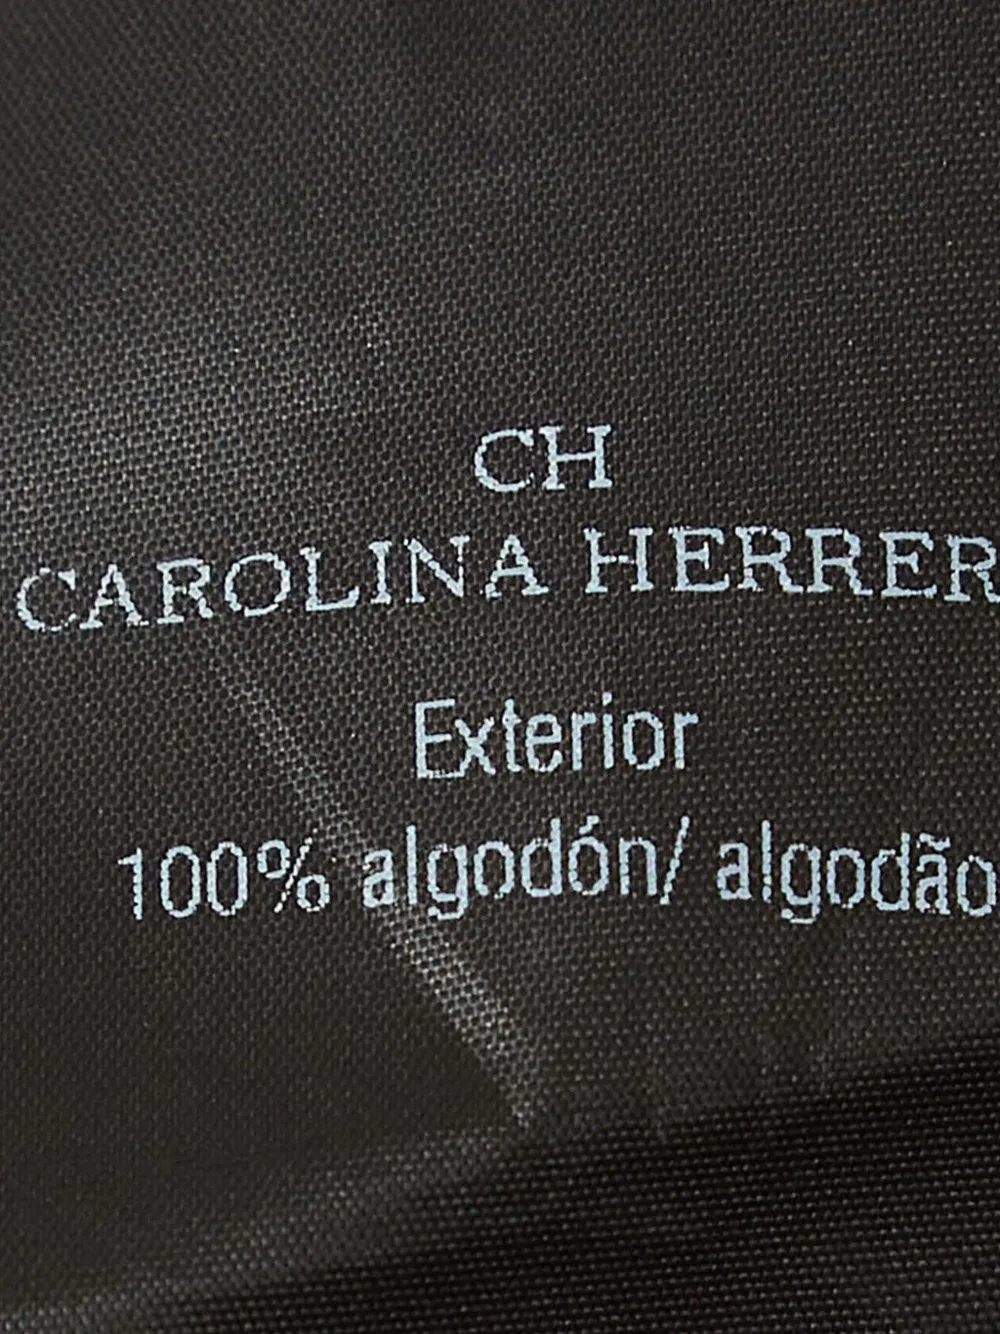 CH
CAROLINA HERRER
Exterior
100% algodón/ algodão